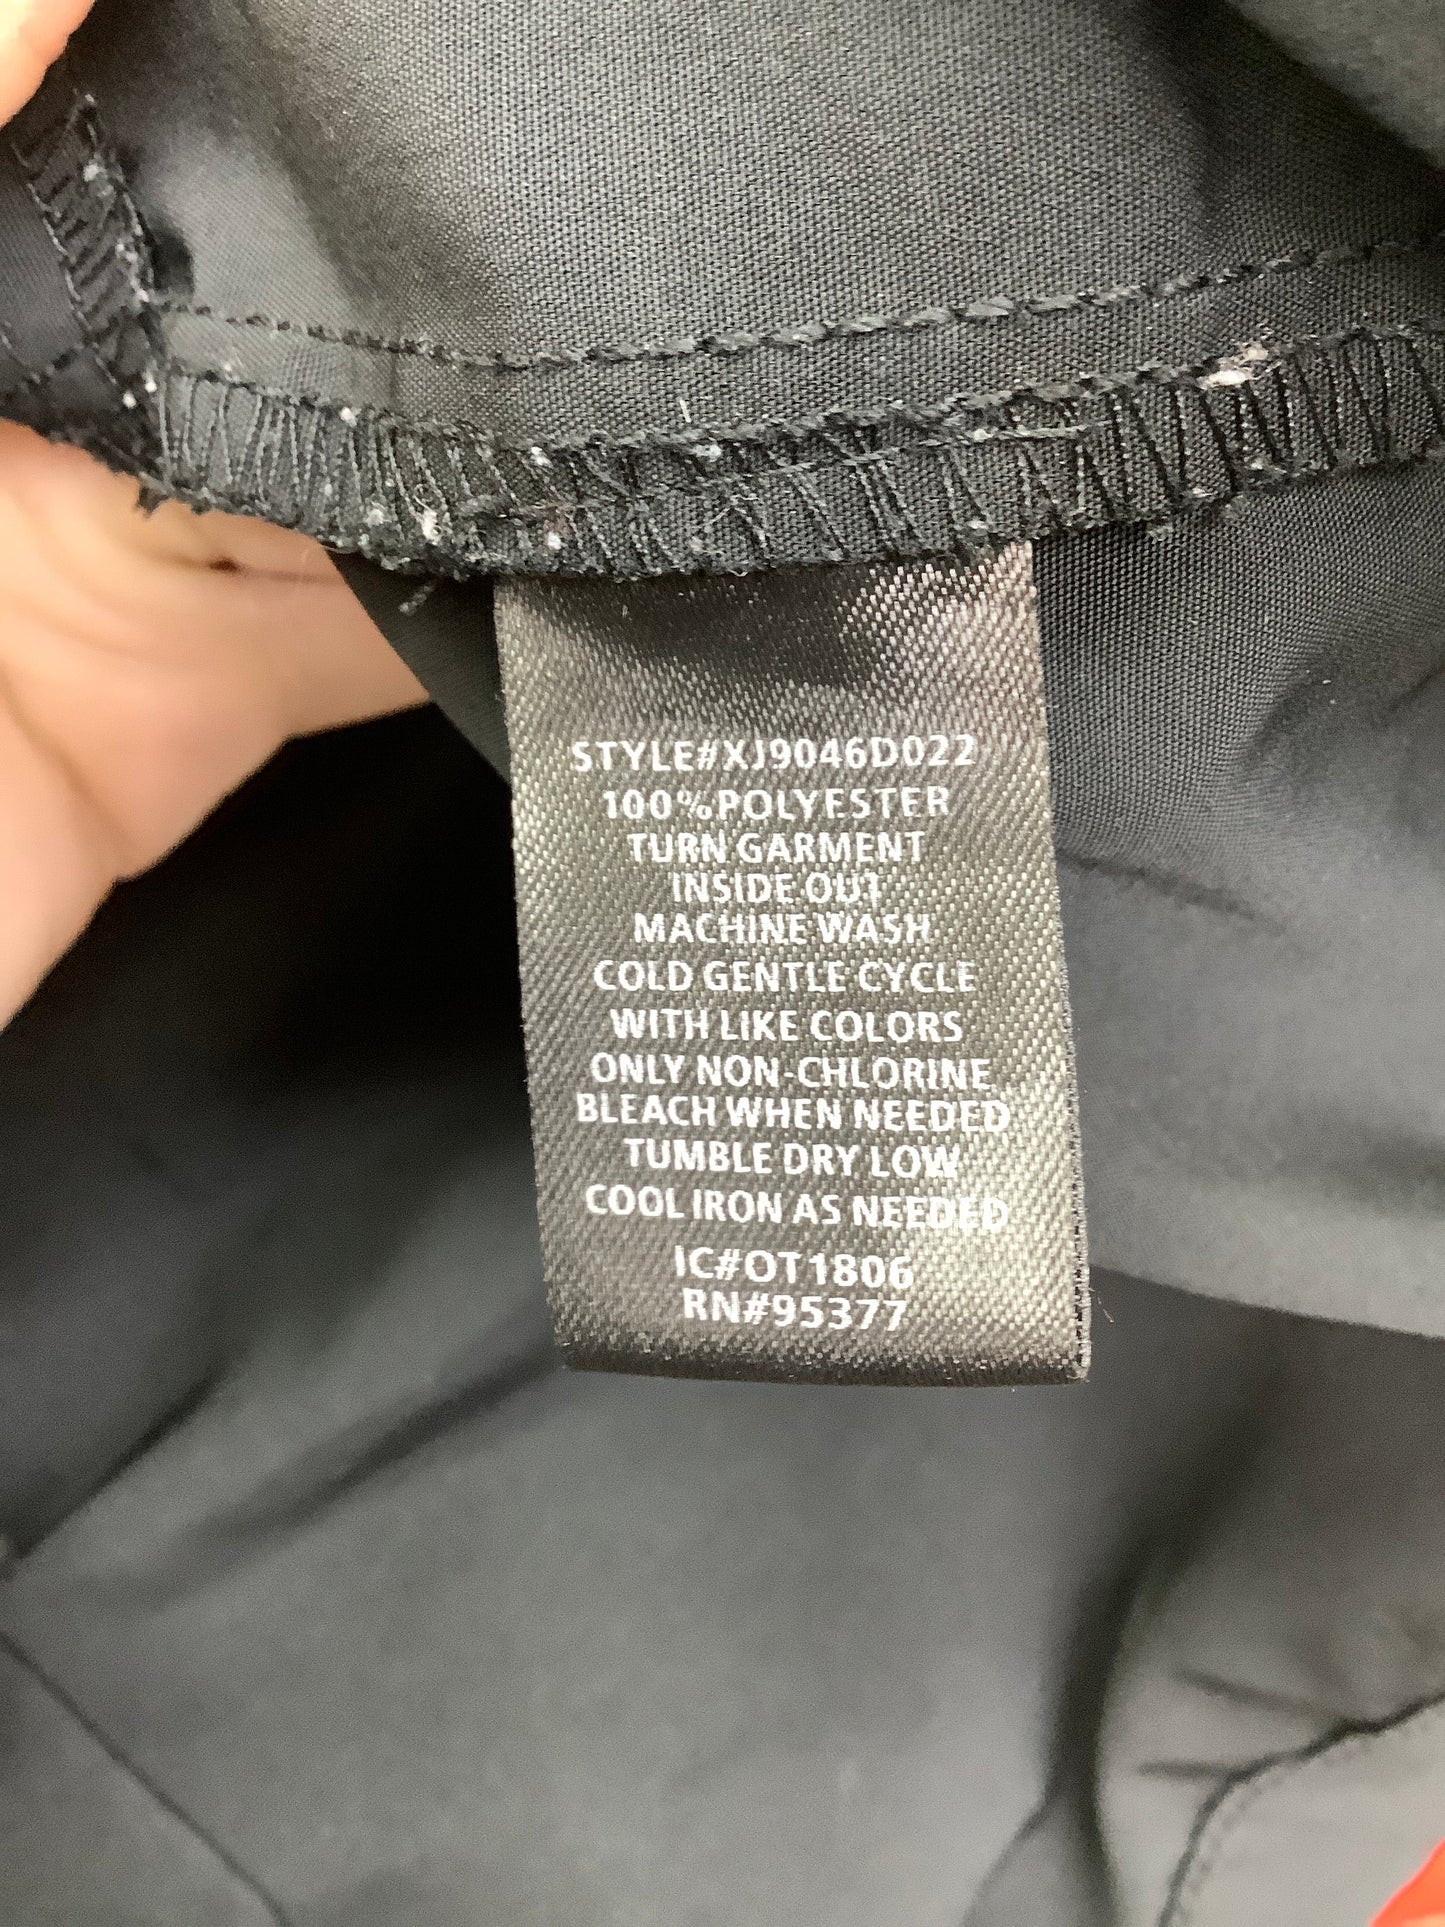 STYLE#XJ9046D022
100%POLYESTER
TURN GARMENT
INSIDE OUT
MACHINE WASH
COLD GENTLE CYCLE
WITH LIKE COLORS
ONLY NON-CHLORINE
BLEACH WHEN NEEDED
TUMBLE DRY LOW
COOL IRON AS NEEDED
IC#OT1806
RN#95377